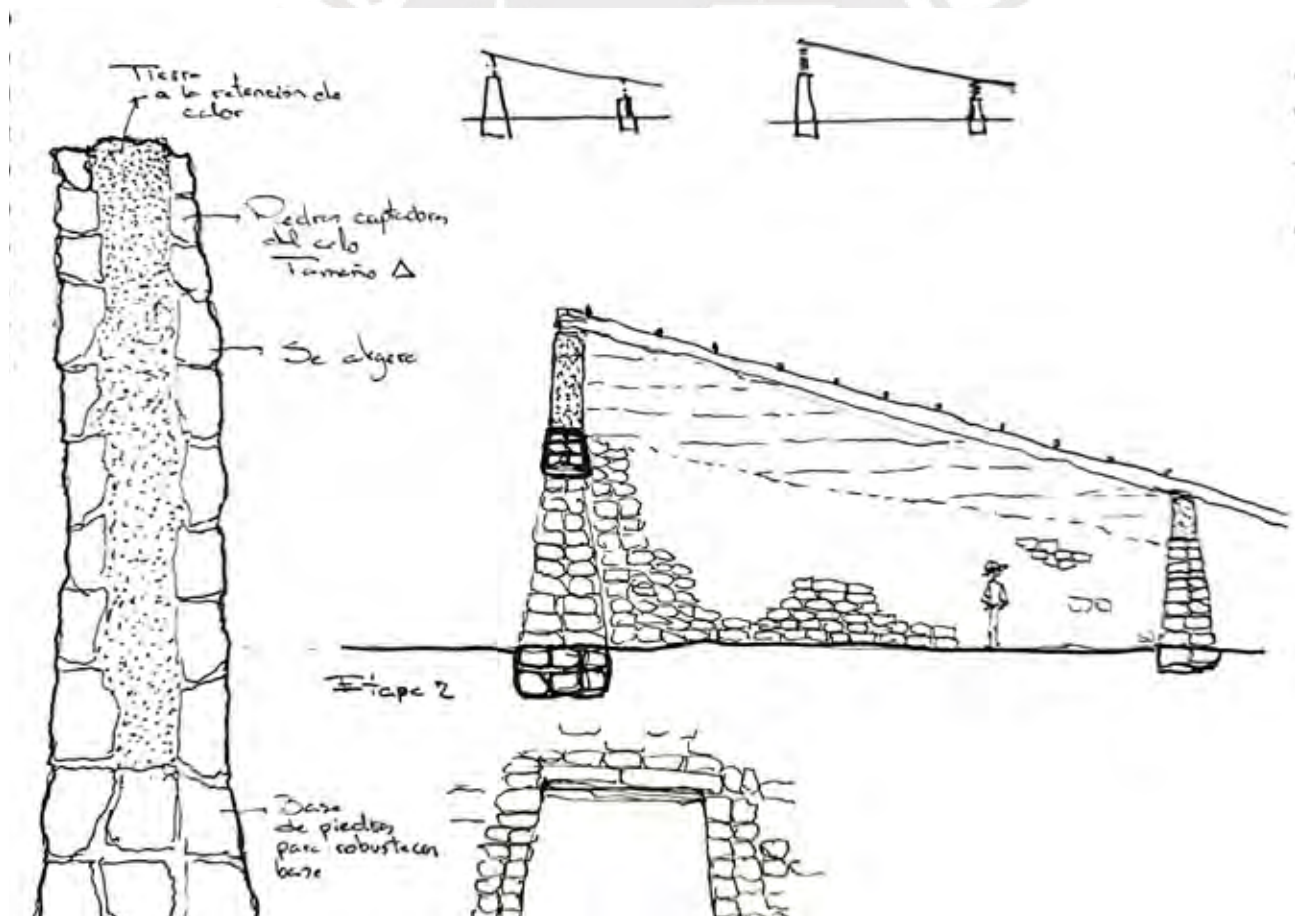 Tierra
a la retención de
calor
Piedras captadoras
del calo
Tamaño Δ
Se aligera
Etapa 2
Base
de piedras
para robustecer
base